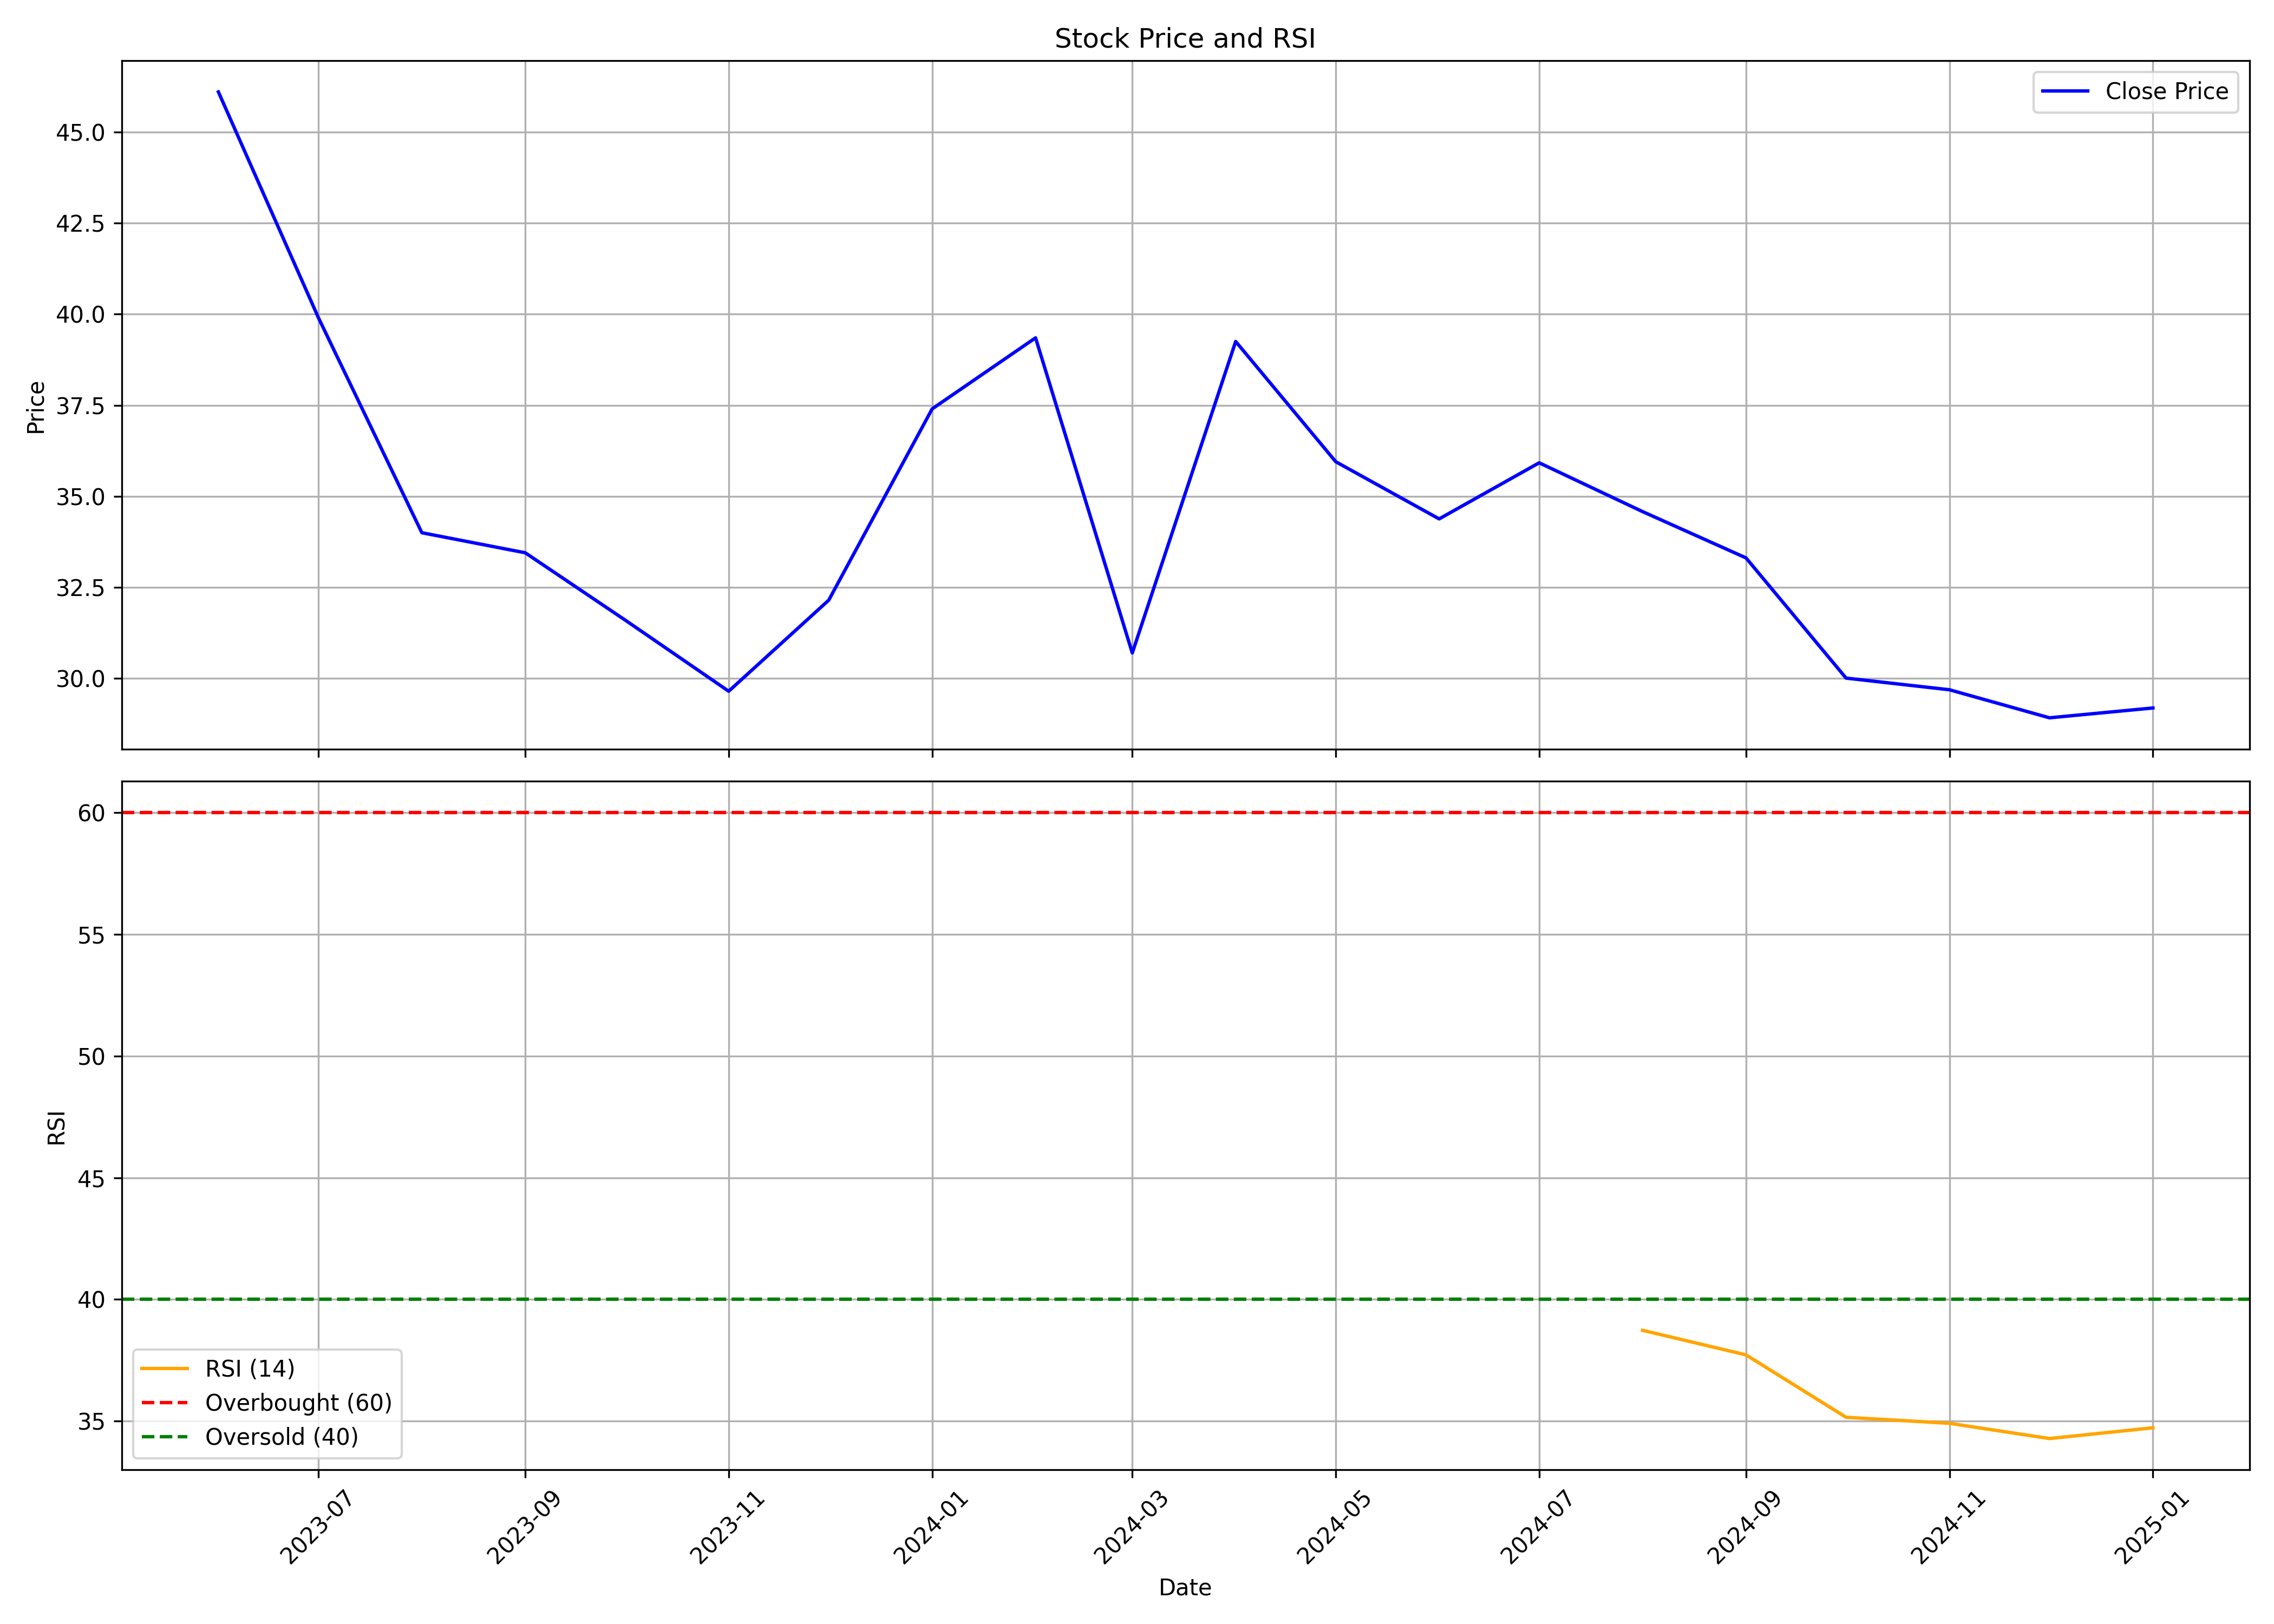 Stock Price and RSI
Close Price
45.0
42.5
40.0
37.5
35.0
32.5
30.0
Price
60
55
50
45
40
35
RSI
RSI (14)
Overbought (60)
Oversold (40)
2023-07
2023-09
2023-11
2024-01
2024-03
2024-05
2024-07
2024-09
2024-11
2025-01
Date